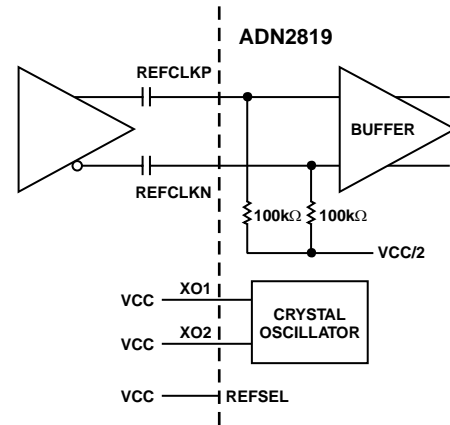 ADN2819
REFCLKP
BUFFER
REFCLKN
100kΩ 100kΩ
VCC/2
VCC XO1
CRYSTAL
OSCILLATOR
VCC XO2
VCC REFSEL